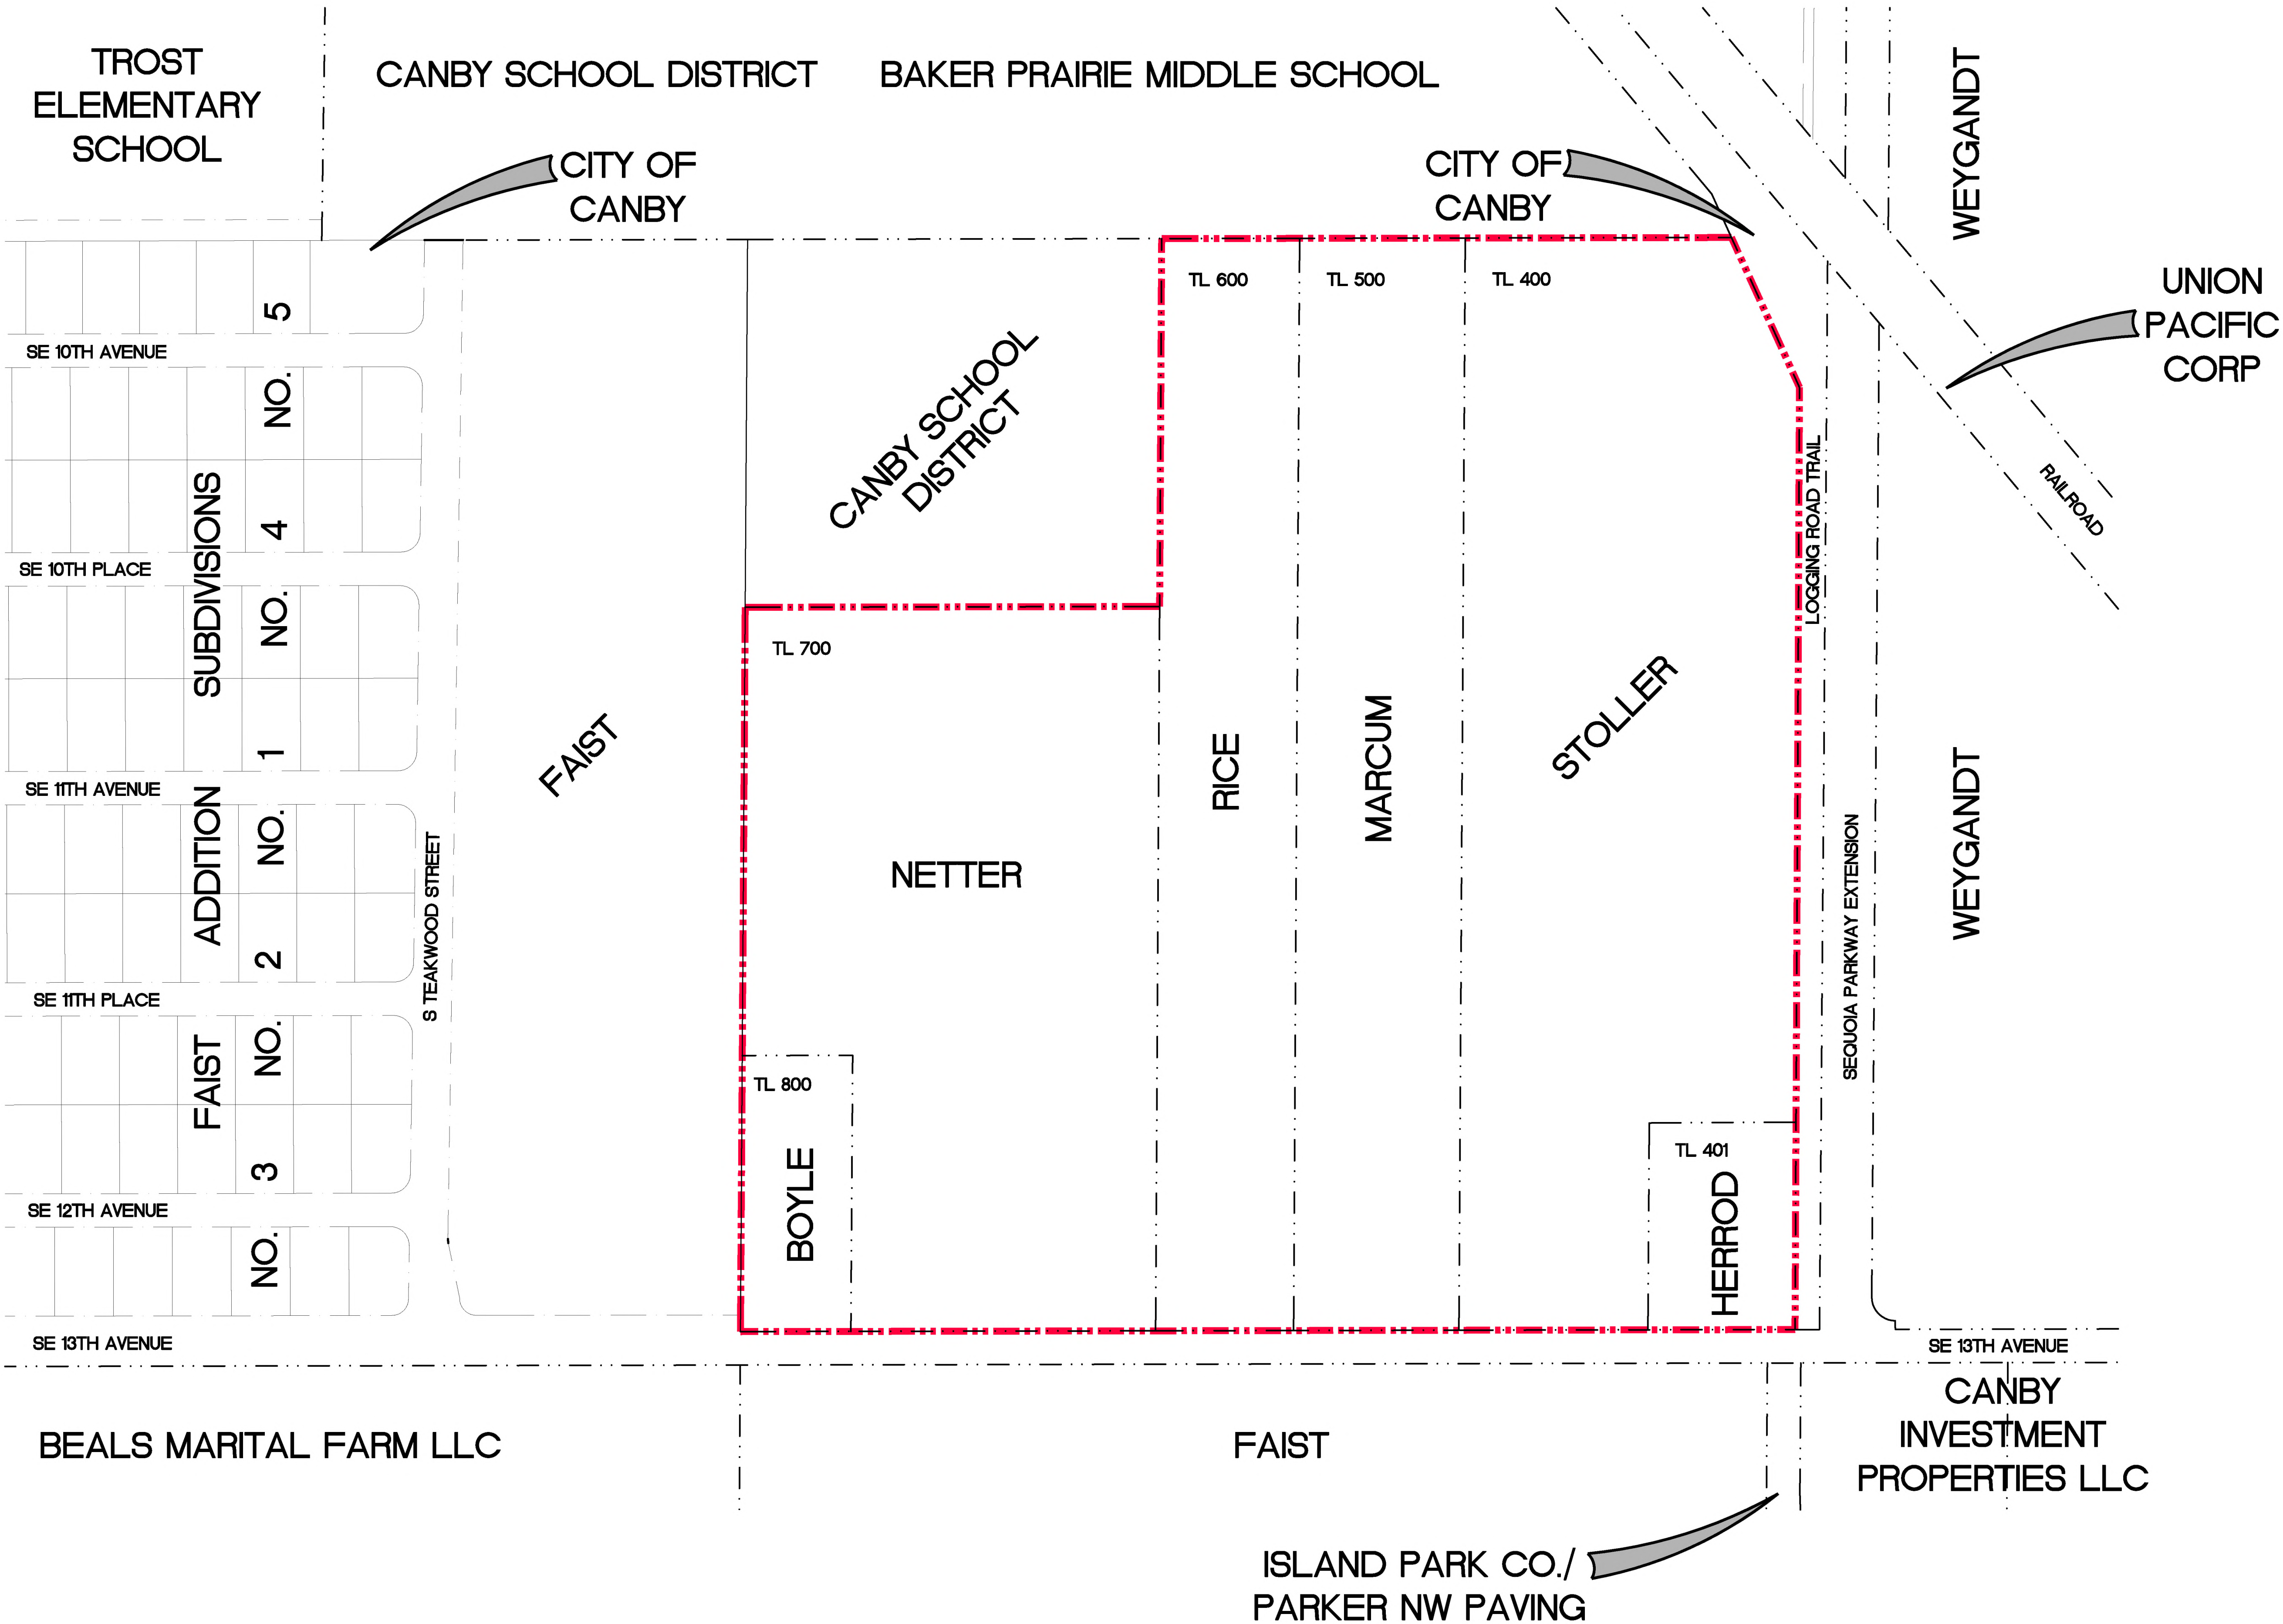 TROST
ELEMENTARY
SCHOOL
CANBY SCHOOL DISTRICT
BAKER PRAIRIE MIDDLE SCHOOL
WEYGANDT
CITY OF
CANBY
CITY OF
CANBY
UNION
PACIFIC
CORP
RAILROAD
TL 600
TL 500
TL 400
CANBY SCHOOL
DISTRICT
SE 10TH AVENUE
SE 10TH PLACE
SE 11TH AVENUE
SE 11TH PLACE
SE 12TH AVENUE
SE 13TH AVENUE
FAIST ADDITION SUBDIVISIONS
NO. 3 NO. 2 NO. 1 NO. 4 NO. 5
S TEAKWOOD STREET
FAIST
TL 700
NETTER
RICE
MARCUM
STOLLER
LOGGING ROAD TRAIL
SEQUOIA PARKWAY EXTENSION
WEYGANDT
TL 800
BOYLE
TL 401
HERROD
SE 13TH AVENUE
BEALS MARITAL FARM LLC
FAIST
CANBY
INVESTMENT
PROPERTIES LLC
ISLAND PARK CO./
PARKER NW PAVING